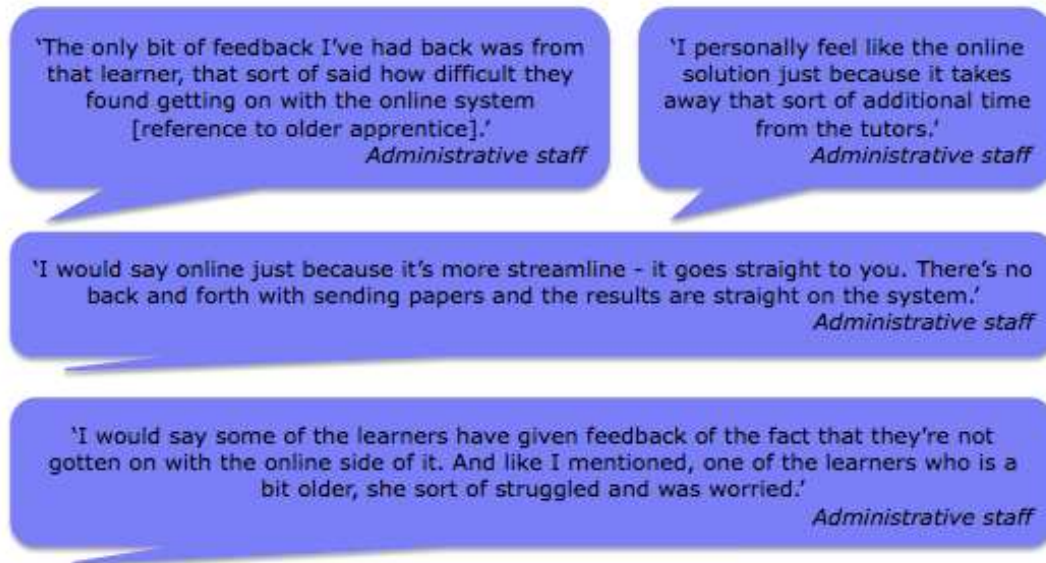 ‘The only bit of feedback I’ve had back was from
that learner, that sort of said how difficult they
found getting on with the online system
[reference to older apprentice].’
Administrative staff
‘I personally feel like the online
solution just because it takes
away that sort of additional time
from the tutors.’
Administrative staff
‘I would say online just because it’s more streamline - it goes straight to you. There’s no
back and forth with sending papers and the results are straight on the system.’
Administrative staff
‘I would say some of the learners have given feedback of the fact that they’re not
gotten on with the online side of it. And like I mentioned, one of the learners who is a
bit older, she sort of struggled and was worried.’
Administrative staff